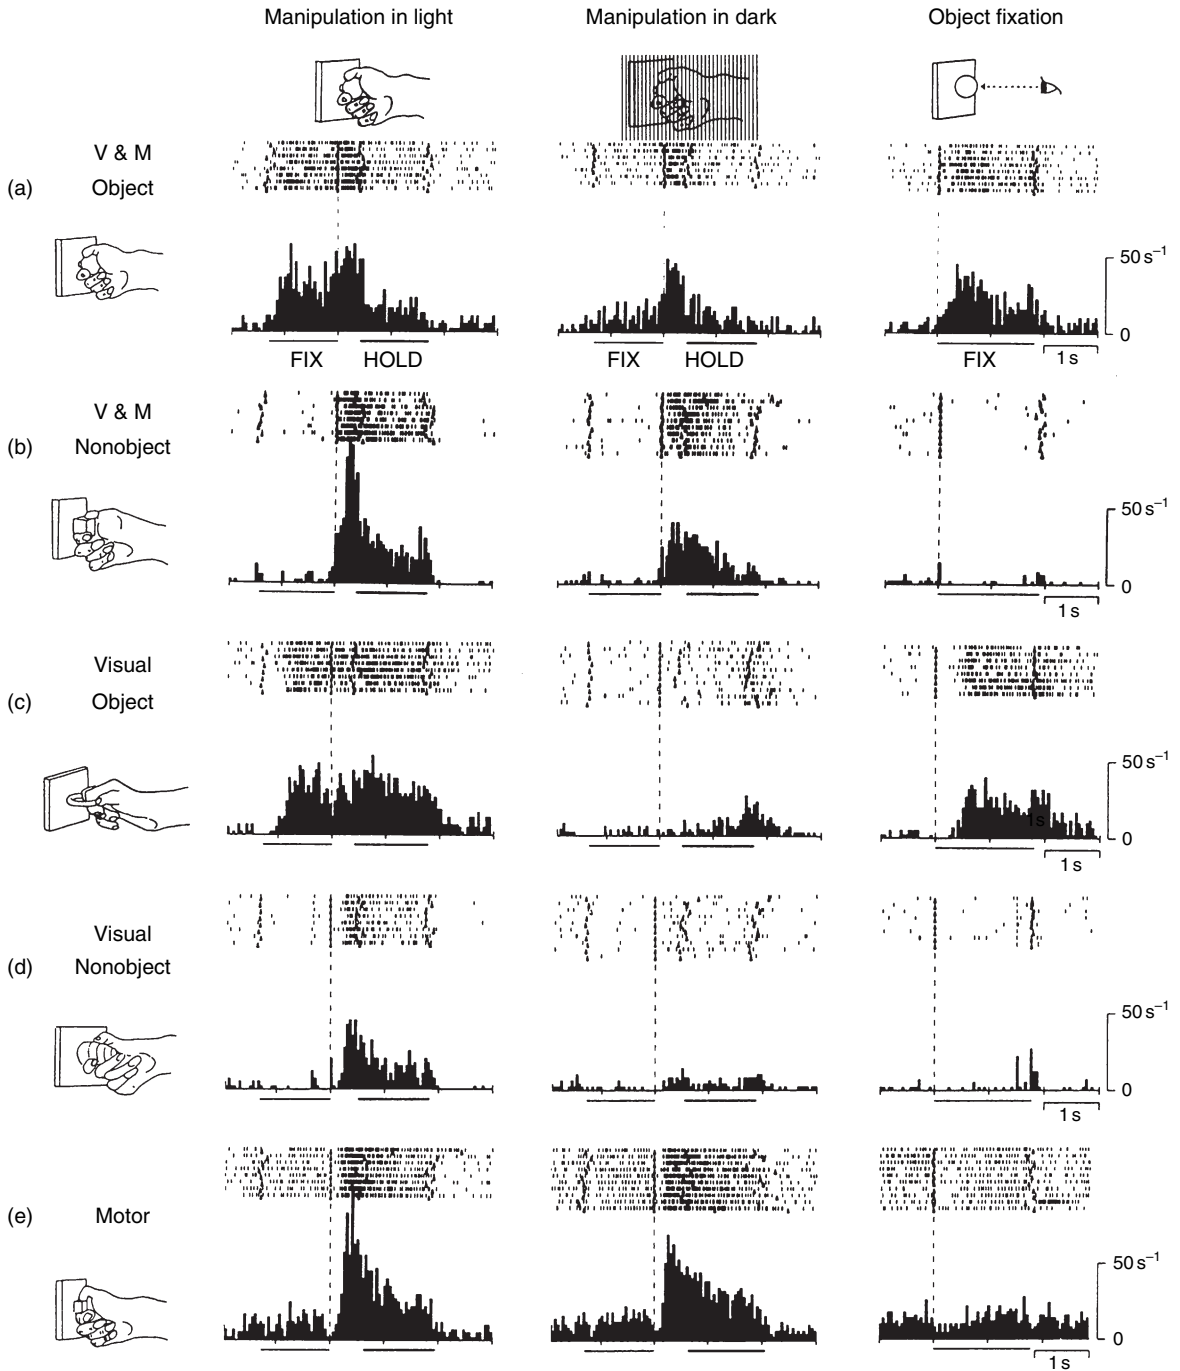 Manipulation in light Manipulation in dark Object fixation
V & M
(a) Object
50 s⁻¹
0
FIX HOLD FIX HOLD FIX 1 s
V & M
(b) Nonobject
50 s⁻¹
0
1 s
Visual
(c) Object
50 s⁻¹
1s
0
1 s
Visual
(d) Nonobject
50 s⁻¹
0
1 s
(e) Motor
50 s⁻¹
0
1 s